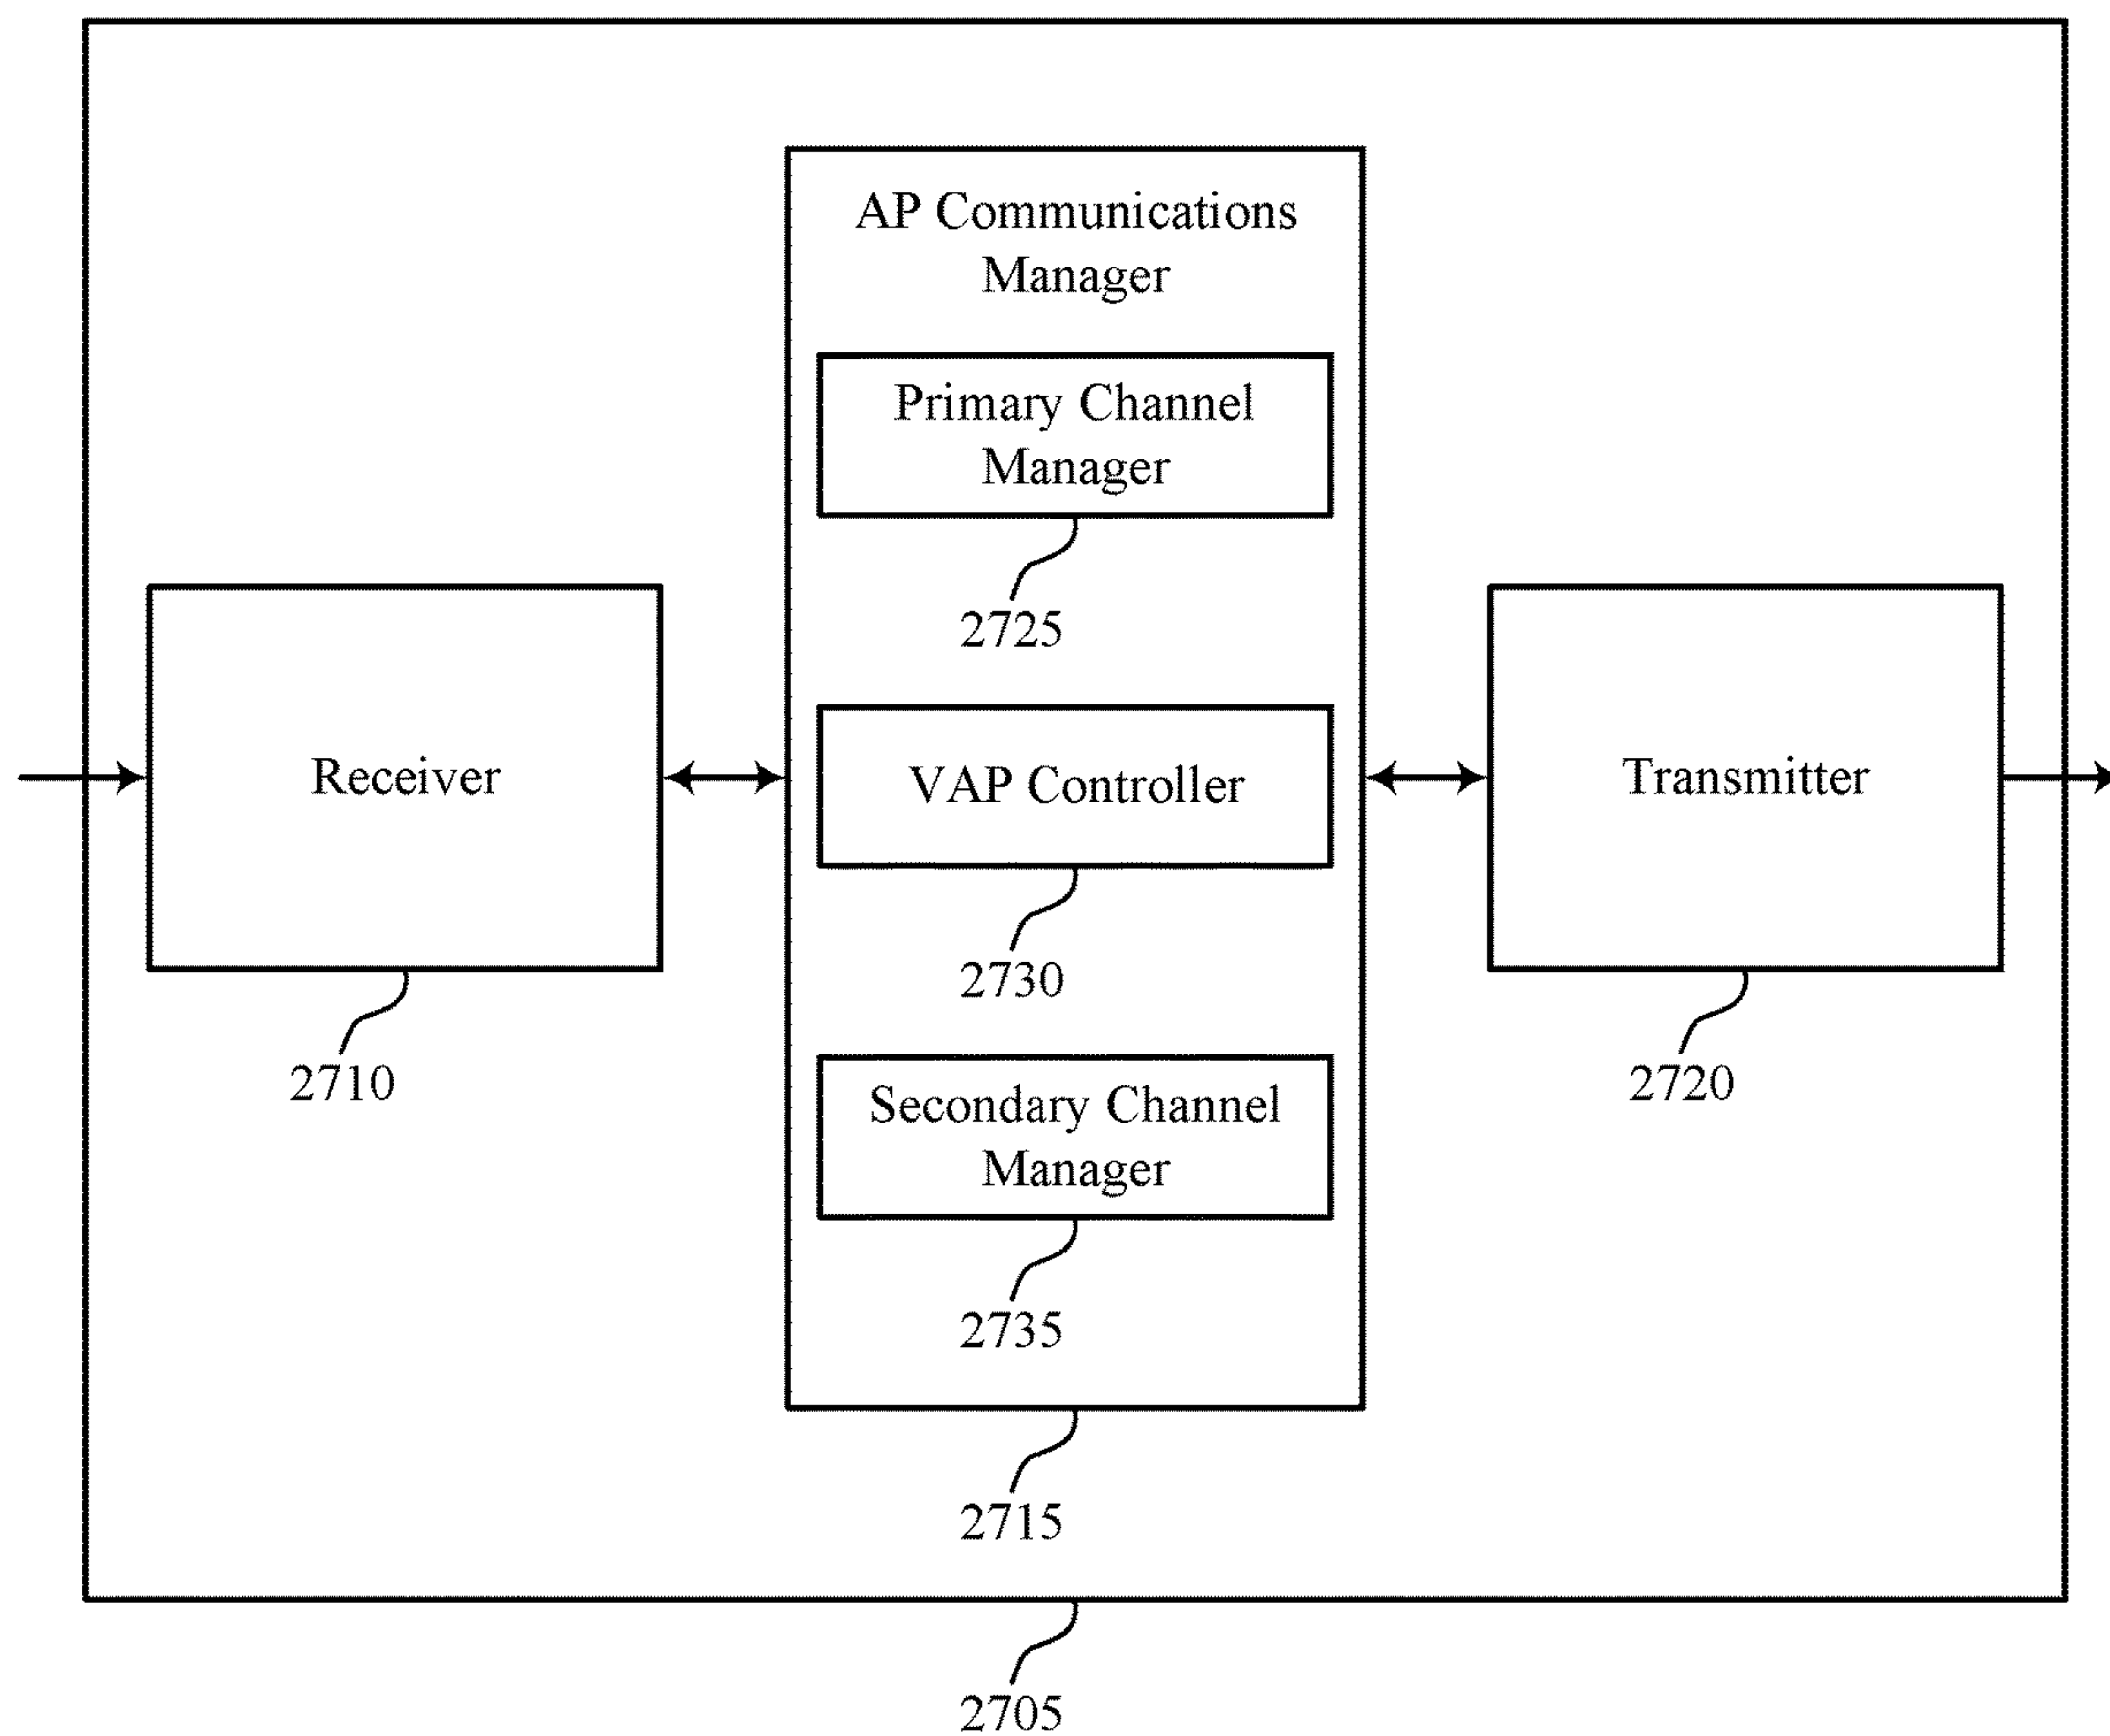 AP Communications
Manager
Primary Channel
Manager
2725
Receiver
VAP Controller
Transmitter
2730
2710
2720
Secondary Channel
Manager
2735
2715
2705